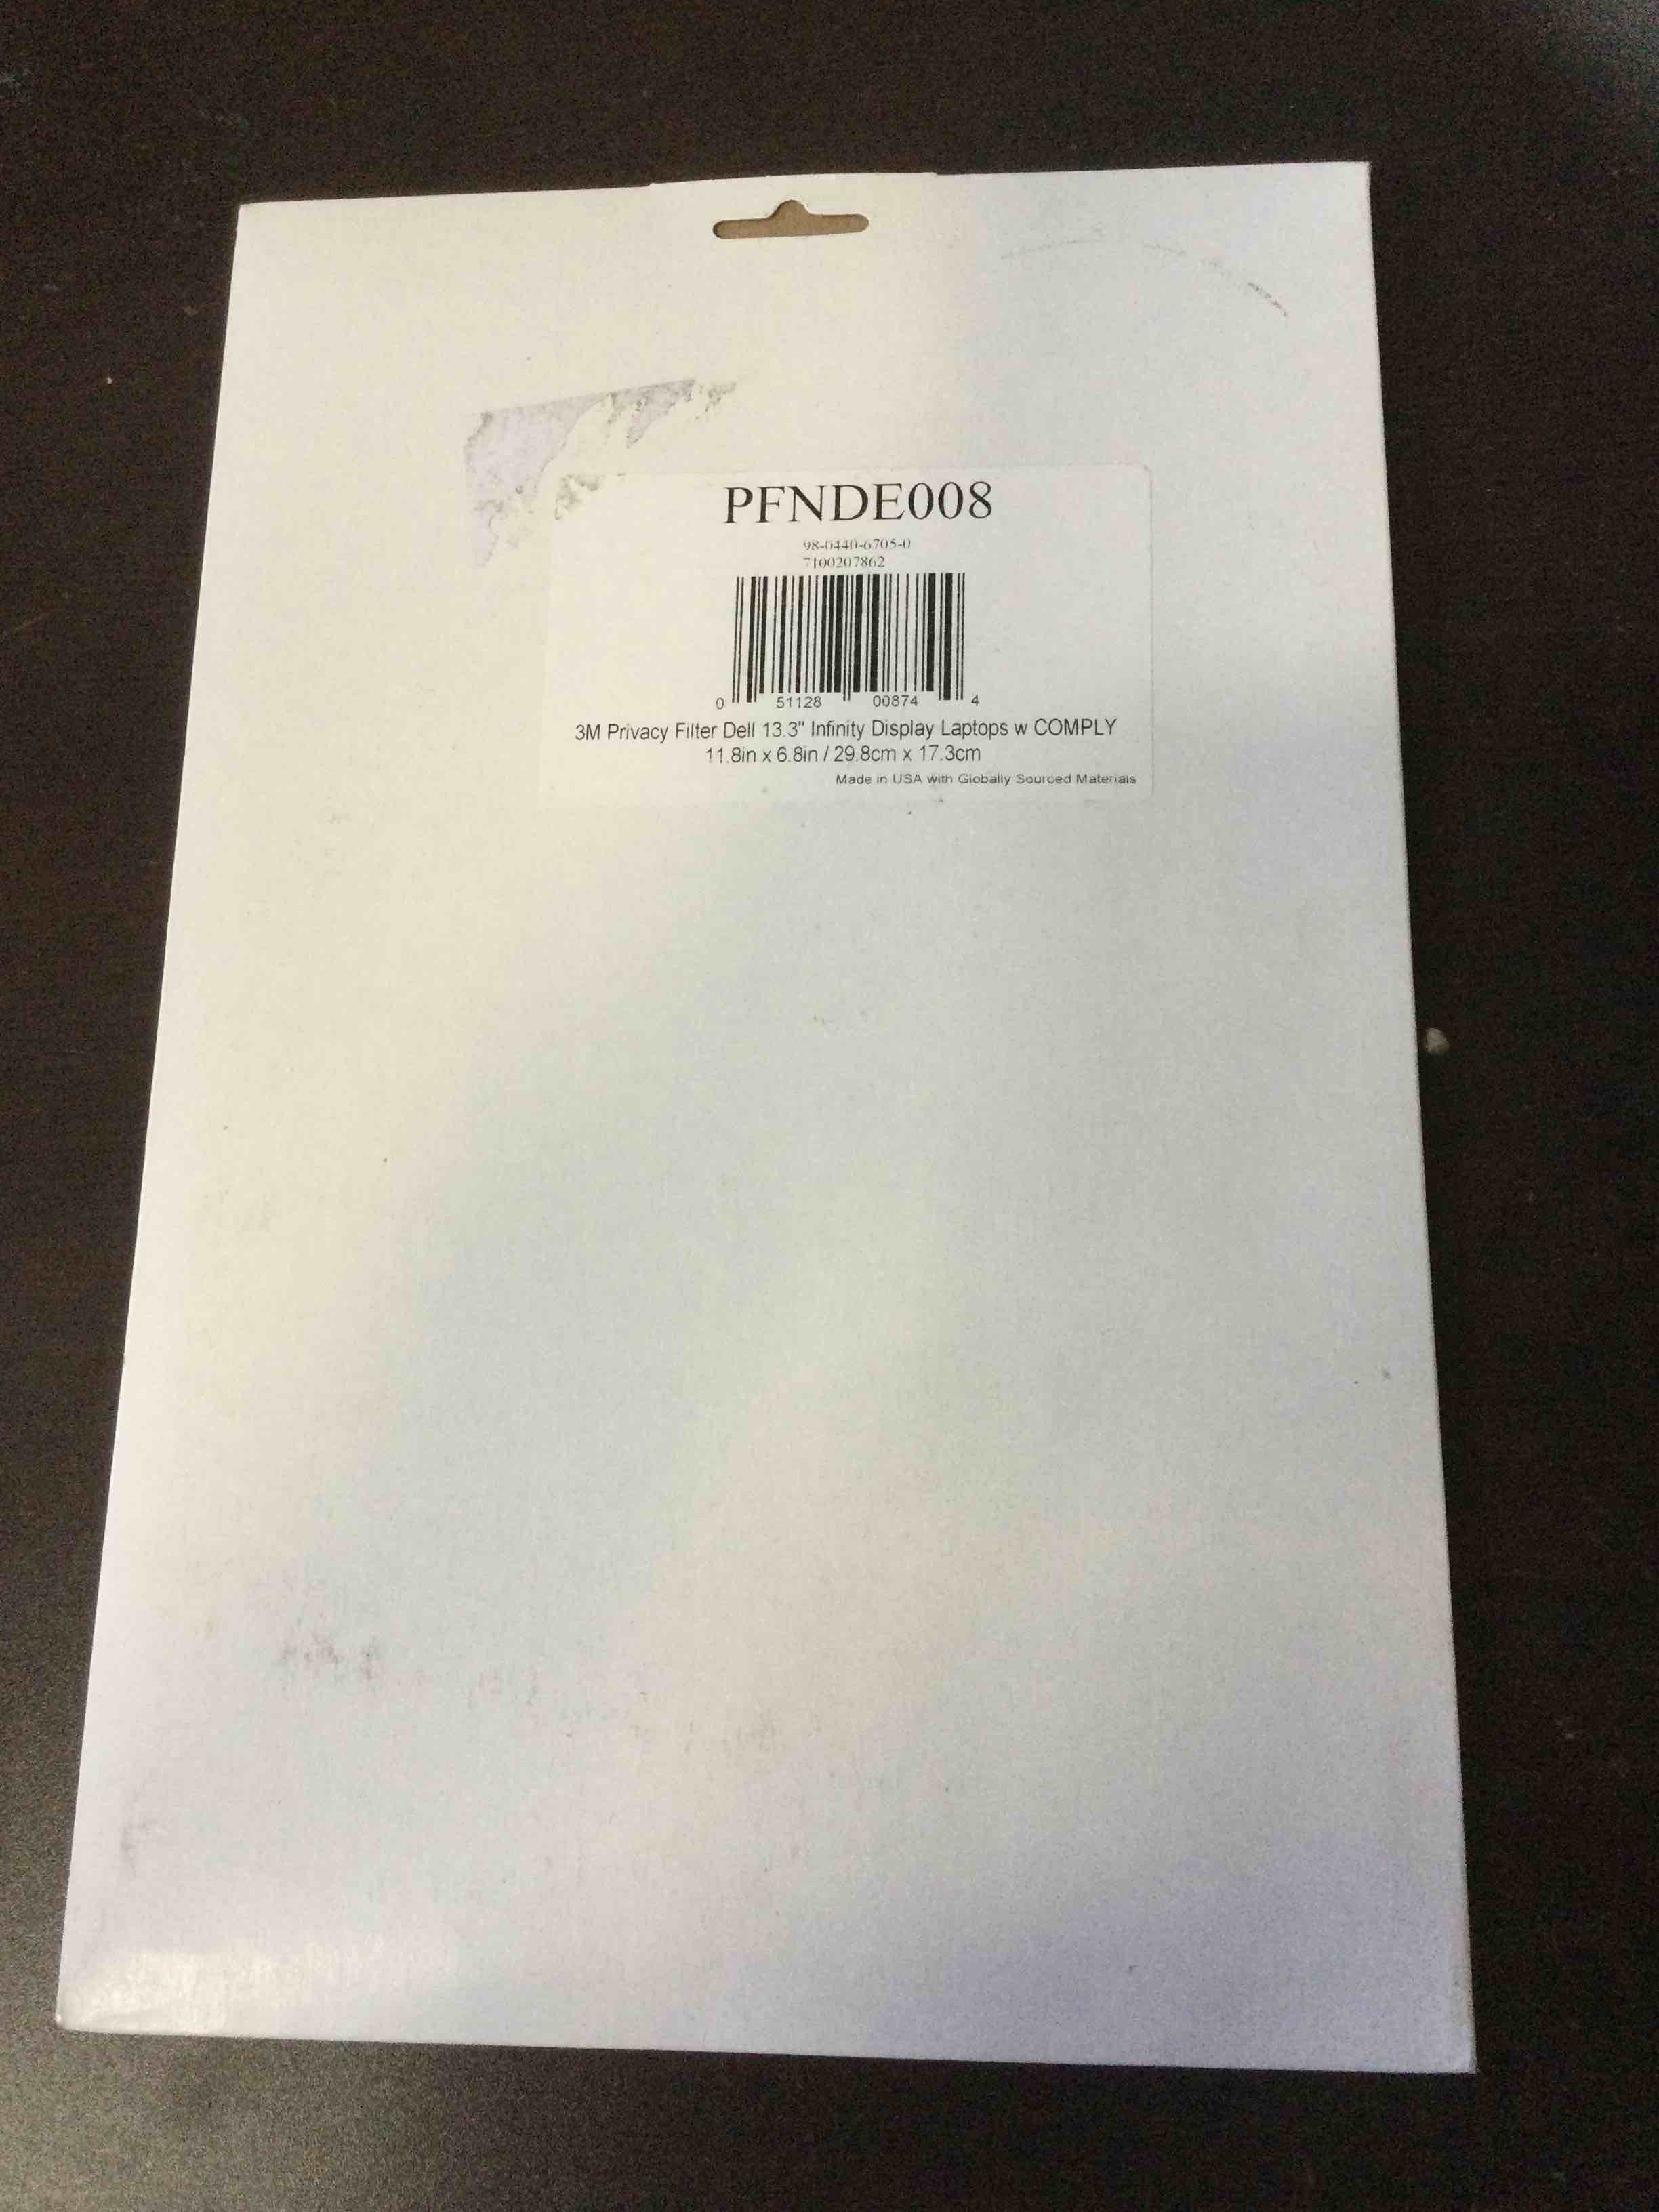 PFNDE008
98-0440-6705-0
7100207862
0 51128 00874 4
3M Privacy Filter Dell 13.3" Infinity Display Laptops w COMPLY
11.8in x 6.8in / 29.8cm x 17.3cm
Made in USA with Globally Sourced Materials